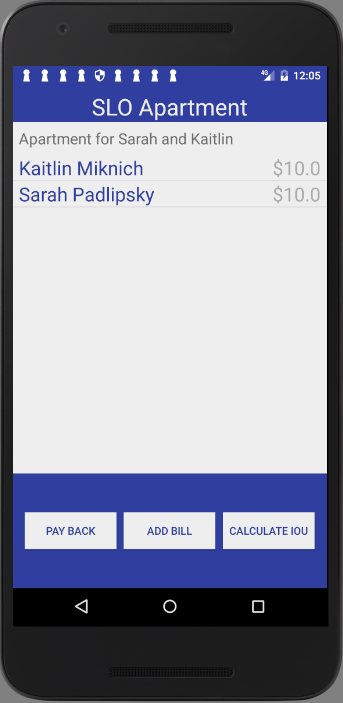 4G 12:05
SLO Apartment
Apartment for Sarah and Kaitlin
Kaitlin Miknich $10.0
Sarah Padlipsky $10.0
PAY BACK ADD BILL CALCULATE IOU